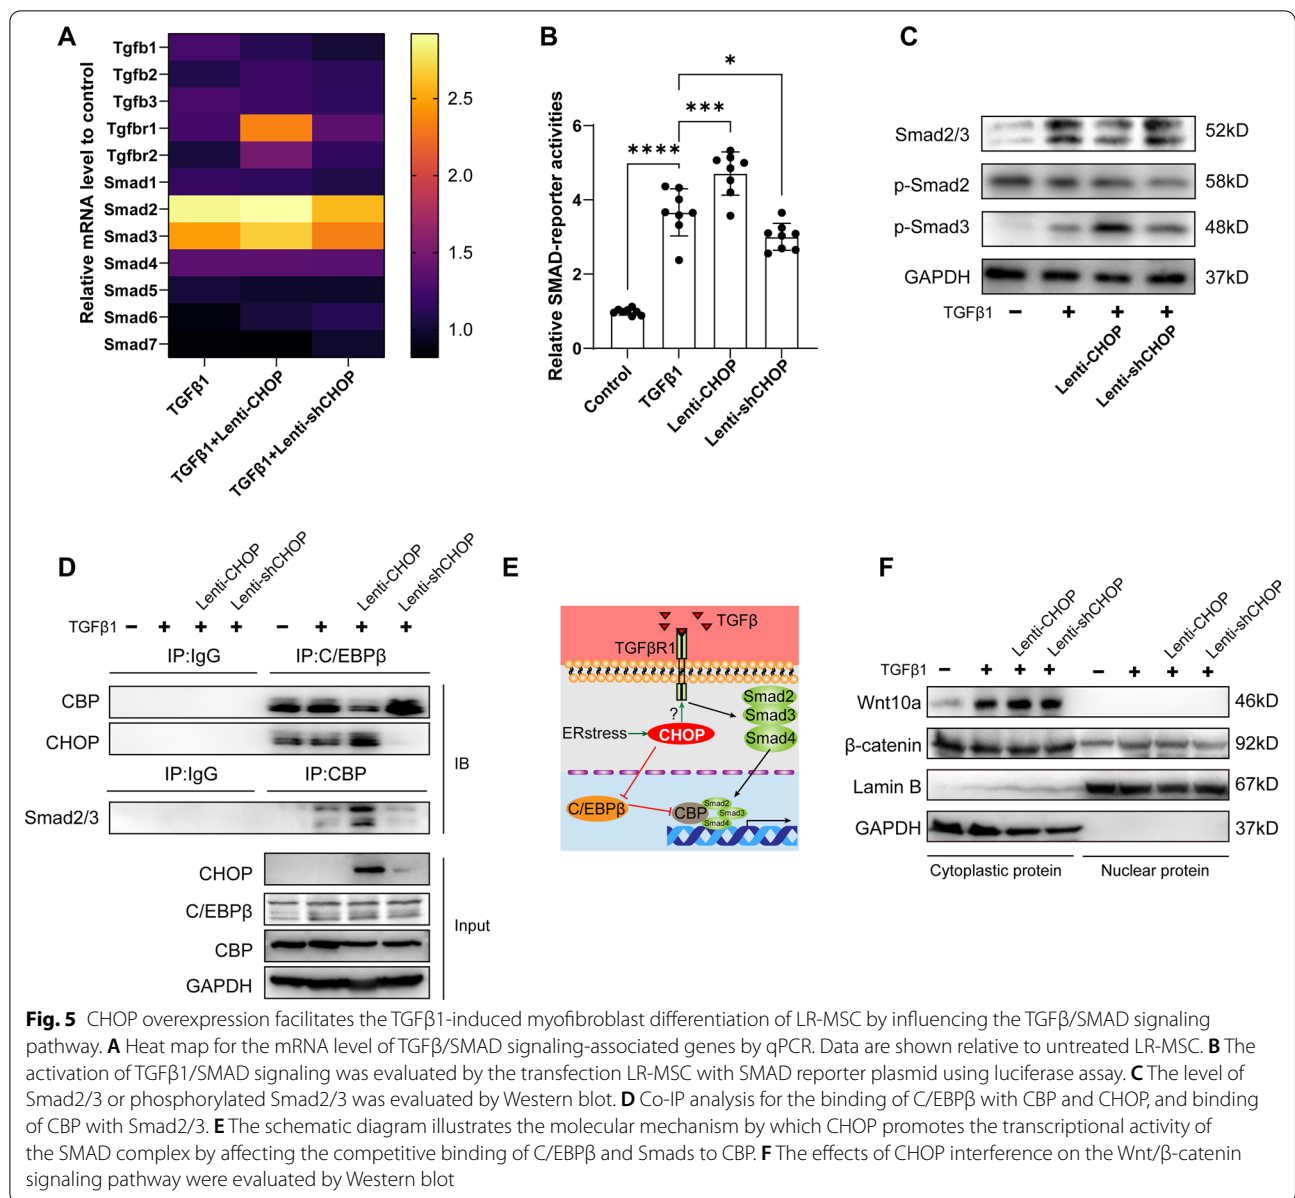 A
Relative mRNA level to control
Tgfb1
Tgfb2
Tgfb3
Tgfbr1
Tgfbr2
Smad1
Smad2
Smad3
Smad4
Smad5
Smad6
Smad7
TGFβ1
TGFβ1+Lenti-CHOP
TGFβ1+Lenti-shCHOP
2.5
2.0
1.5
1.0
B
Relative SMAD-reporter activities
6
4
2
0
*
***
****
Control
TGFβ1
Lenti-CHOP
Lenti-shCHOP
C
Smad2/3 52kD
p-Smad2 58kD
p-Smad3 48kD
GAPDH 37kD
TGFβ1 − + + +
Lenti-CHOP
Lenti-shCHOP
D
Lenti-CHOP
Lenti-shCHOP
Lenti-CHOP
Lenti-shCHOP
TGFβ1 − + + + − + + +
IP:IgG IP:C/EBPβ
CBP
CHOP
IP:IgG IP:CBP
Smad2/3
IB
CHOP
C/EBPβ
CBP
GAPDH
Input
E
TGFβ
TGFβR1
?
Smad2
Smad3
Smad4
ERstress
CHOP
C/EBPβ
CBP
Smad2
Smad3
Smad4
F
Lenti-CHOP
Lenti-shCHOP
Lenti-CHOP
Lenti-shCHOP
TGFβ1 − + + + − + + +
Wnt10a 46kD
β-catenin 92kD
Lamin B 67kD
GAPDH 37kD
Cytoplastic protein Nuclear protein
Fig. 5 CHOP overexpression facilitates the TGFβ1-induced myofibroblast differentiation of LR-MSC by influencing the TGFβ/SMAD signaling
pathway. A Heat map for the mRNA level of TGFβ/SMAD signaling-associated genes by qPCR. Data are shown relative to untreated LR-MSC. B The
activation of TGFβ1/SMAD signaling was evaluated by the transfection LR-MSC with SMAD reporter plasmid using luciferase assay. C The level of
Smad2/3 or phosphorylated Smad2/3 was evaluated by Western blot. D Co-IP analysis for the binding of C/EBPβ with CBP and CHOP, and binding
of CBP with Smad2/3. E The schematic diagram illustrates the molecular mechanism by which CHOP promotes the transcriptional activity of
the SMAD complex by affecting the competitive binding of C/EBPβ and Smads to CBP. F The effects of CHOP interference on the Wnt/β-catenin
signaling pathway were evaluated by Western blot